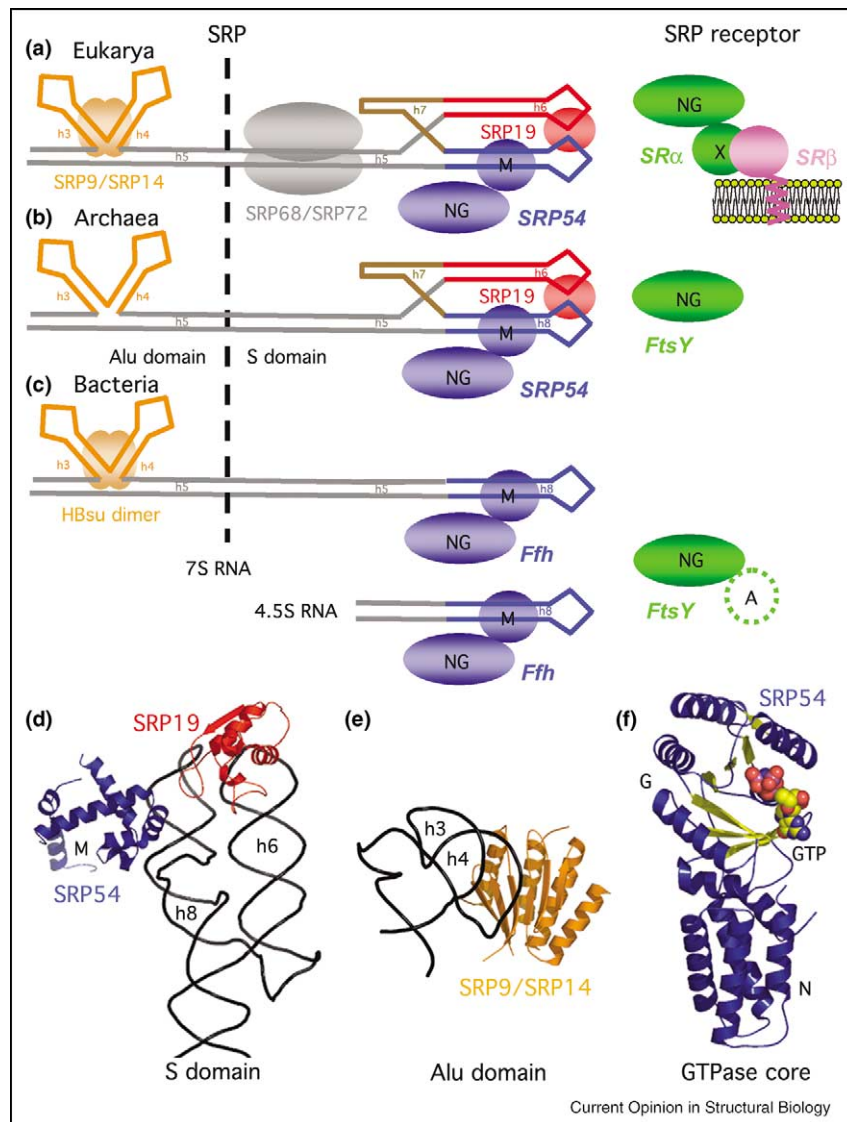 SRP
SRP receptor
(a) Eukarya
h3
h4
h5
SRP9/SRP14
SRP68/SRP72
h5
h7
h6
SRP19
M
NG
SRP54
NG
X
SRα
SRβ
(b) Archaea
h3
h4
h5
h5
h7
h6
SRP19
h8
M
NG
SRP54
NG
FtsY
Alu domain
S domain
(c) Bacteria
h3
h4
h5
HBsu dimer
h5
h8
M
NG
Ffh
7S RNA
NG
A
FtsY
4.5S RNA
h8
M
NG
Ffh
(d)
SRP19
M
SRP54
h8
h6
S domain
(e)
h3
h4
SRP9/SRP14
Alu domain
(f)
SRP54
G
GTP
N
GTPase core
Current Opinion in Structural Biology